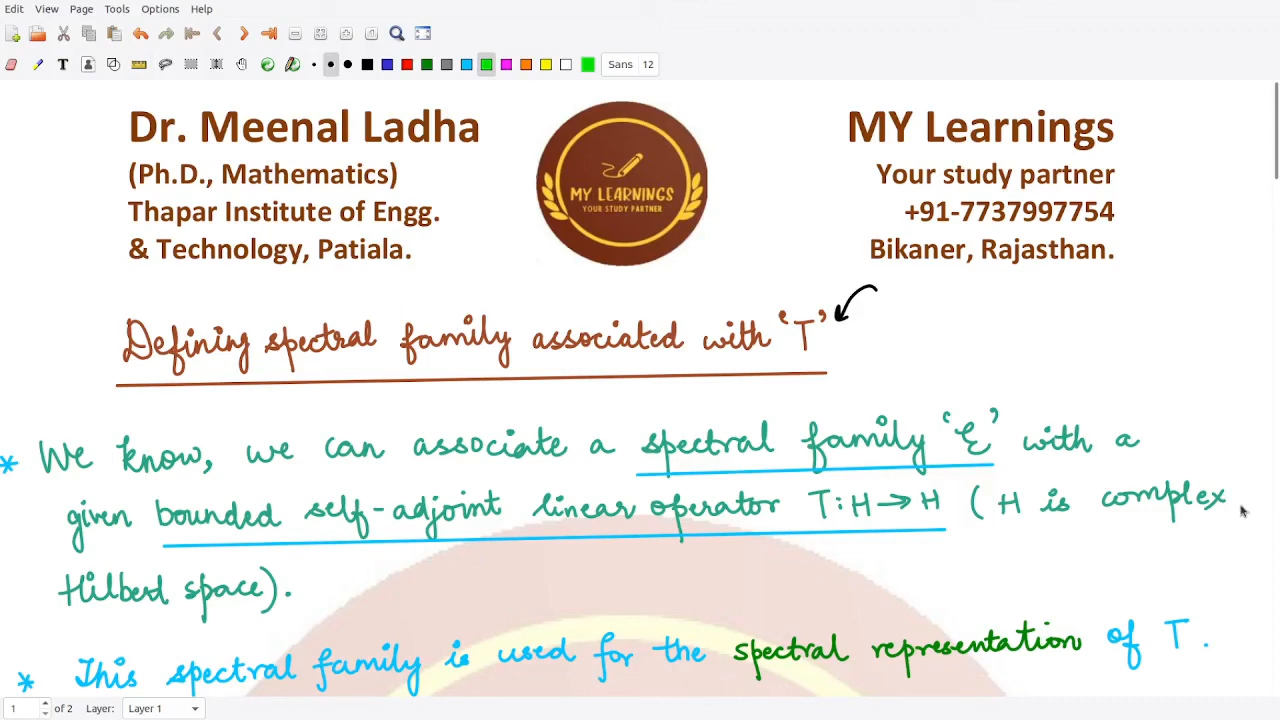 Edit View Page Tools Options Help
Sans 12
Dr. Meenal Ladha
(Ph.D., Mathematics)
Thapar Institute of Engg.
& Technology, Patiala.
MY LEARNINGS
YOUR STUDY PARTNER
MY Learnings
Your study partner
+91-7737997754
Bikaner, Rajasthan.
Defining spectral family associated with 'T'
* We know, we can associate a spectral family 'ℰ' with a
given bounded self-adjoint linear operator T:H→H (H is complex
Hilbert space).
* This spectral family is used for the spectral representation of T.
1 of 2 Layer: Layer 1